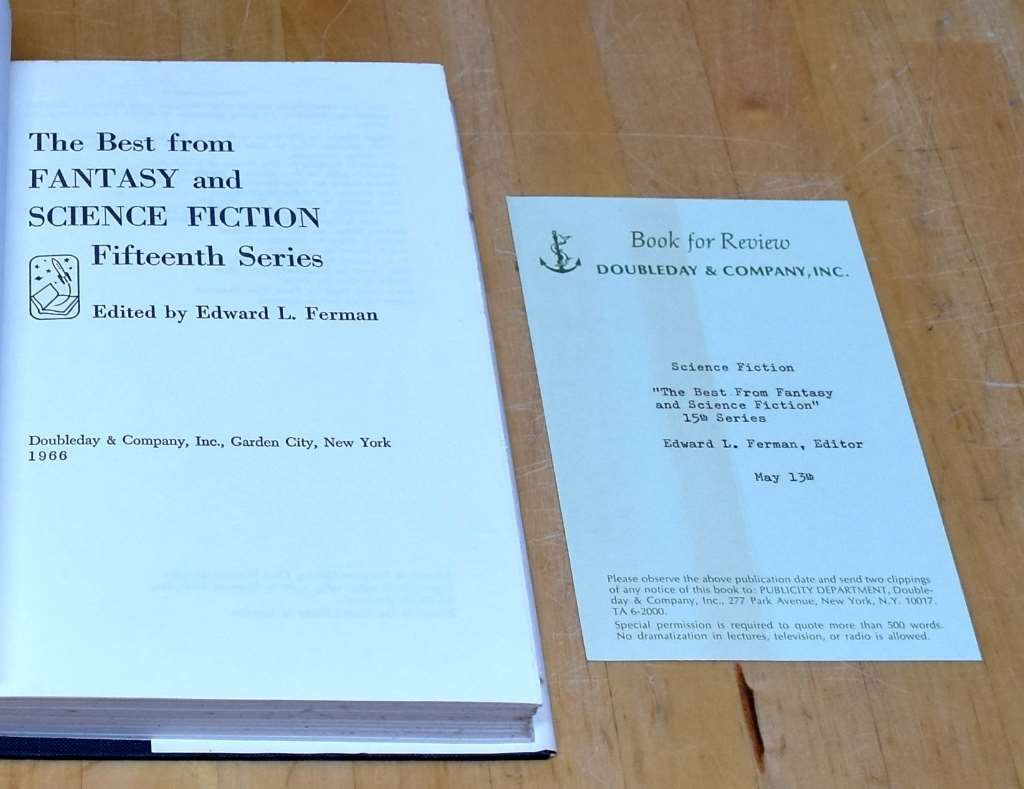 The Best from
FANTASY and
SCIENCE FICTION
Fifteenth Series
Edited by Edward L. Ferman
Doubleday & Company, Inc., Garden City, New York
1966
Book for Review
DOUBLEDAY & COMPANY, INC.
Science Fiction
"The Best From Fantasy
and Science Fiction"
15th Series
Edward L. Ferman, Editor
May 13th
Please observe the above publication date and send two clippings
of any notice of this book to: PUBLICITY DEPARTMENT, Double-
day & Company, Inc., 277 Park Avenue, New York, N.Y. 10017.
TA 6-2000.
Special permission is required to quote more than 500 words.
No dramatization in lectures, television, or radio is allowed.